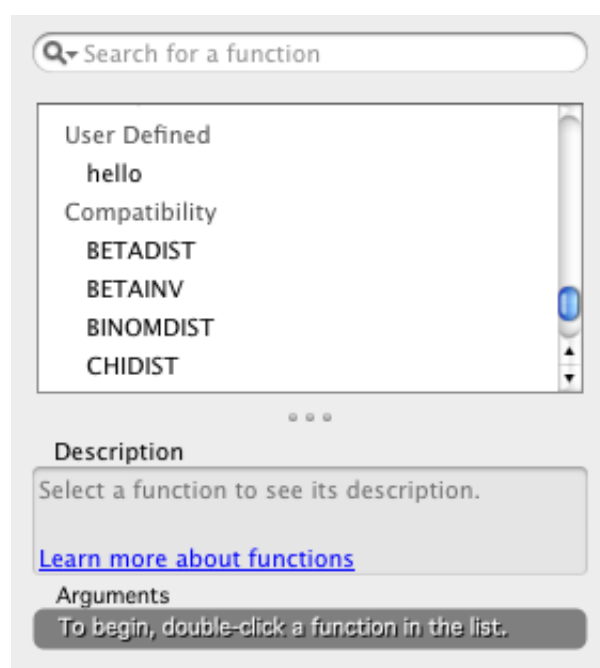 Search for a function
User Defined
hello
Compatibility
BETADIST
BETAINV
BINOMDIST
CHIDIST
Description
Select a function to see its description.
Learn more about functions
Arguments
To begin, double-click a function in the list.